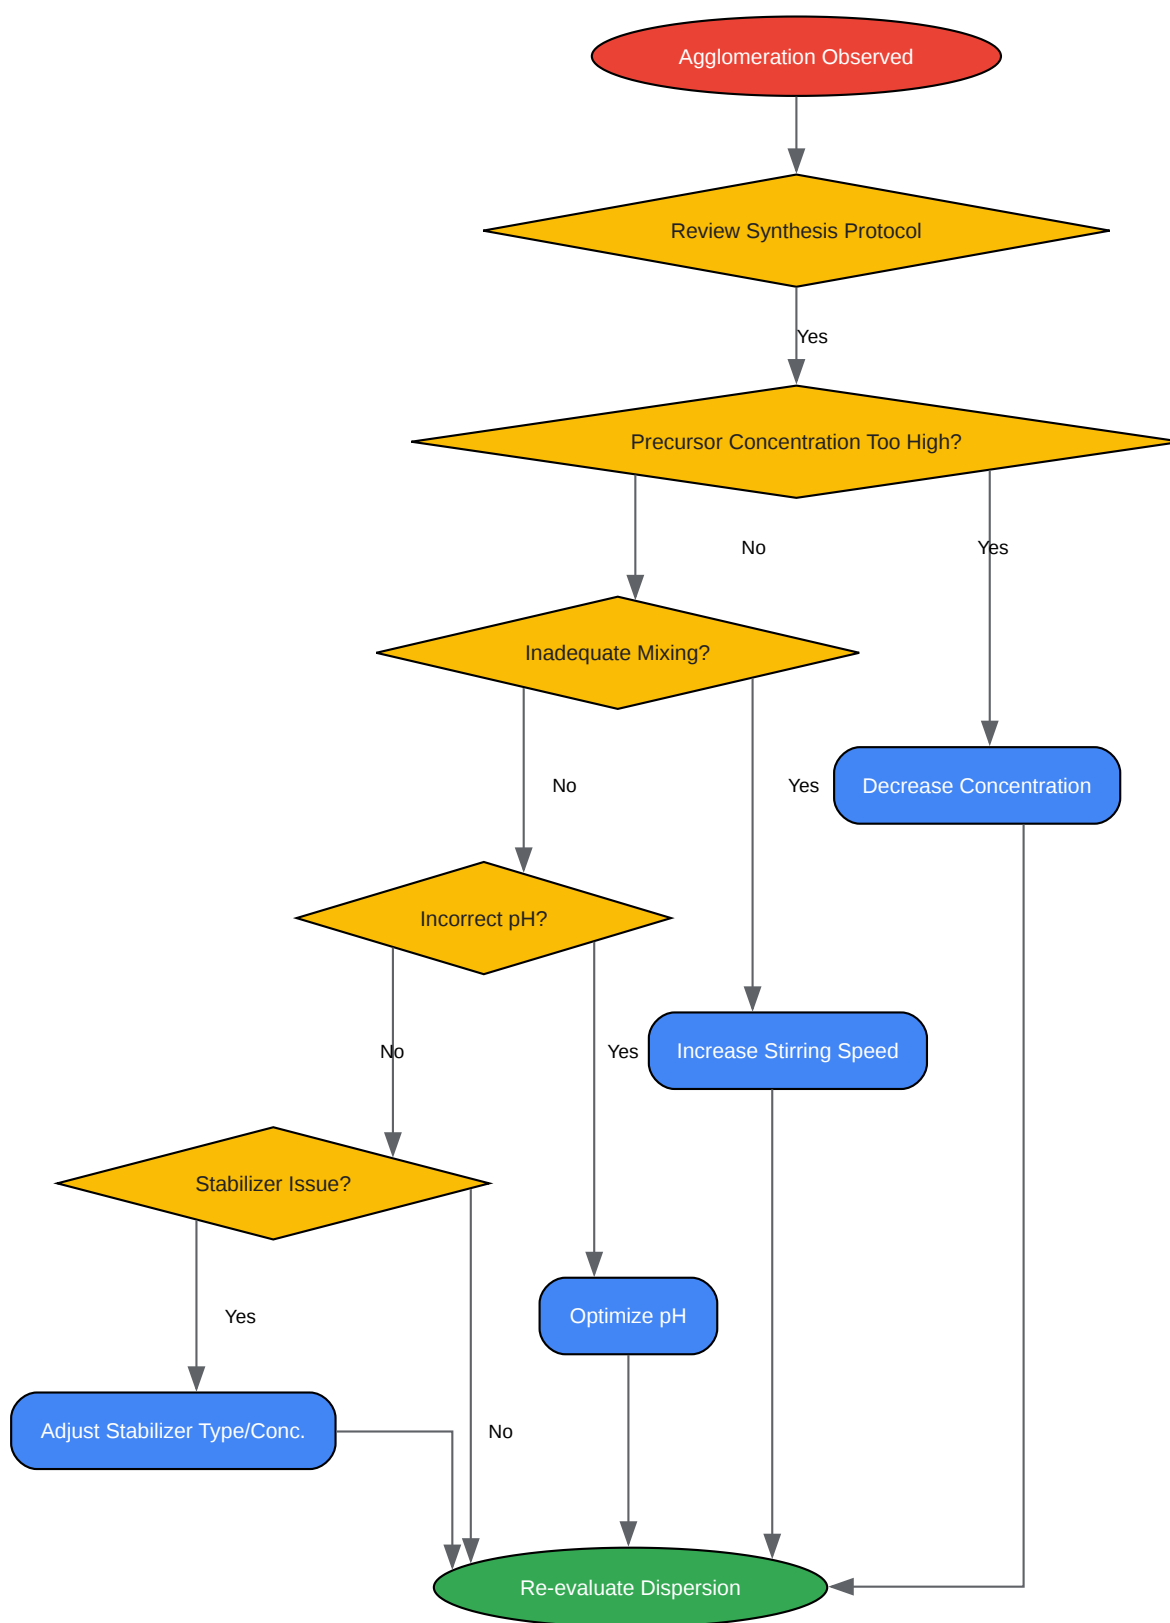 Agglomeration Observed
Review Synthesis Protocol
Yes
Precursor Concentration Too High?
No
Yes
Inadequate Mixing?
No
Yes
Decrease Concentration
Incorrect pH?
No
Yes
Increase Stirring Speed
Stabilizer Issue?
Yes
Optimize pH
Adjust Stabilizer Type/Conc.
No
Re-evaluate Dispersion